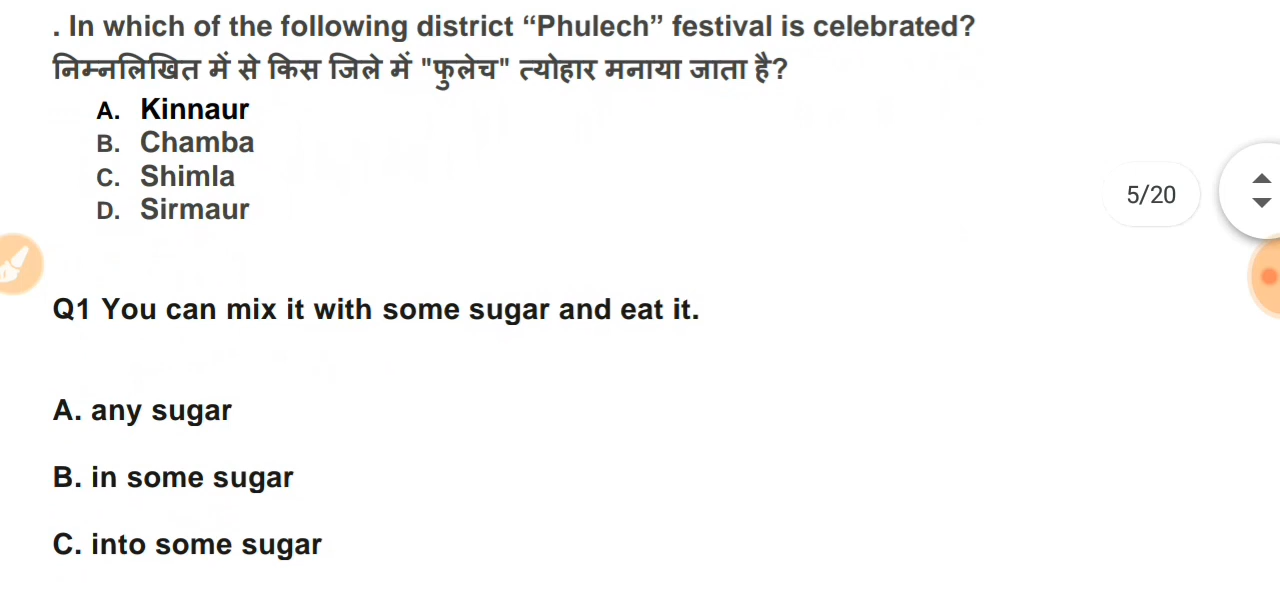 . In which of the following district “Phulech” festival is celebrated?
निम्नलिखित में से किस जिले में "फुलेच" त्योहार मनाया जाता है?
A. Kinnaur
B. Chamba
C. Shimla
D. Sirmaur
5/20
Q1 You can mix it with some sugar and eat it.
A. any sugar
B. in some sugar
C. into some sugar